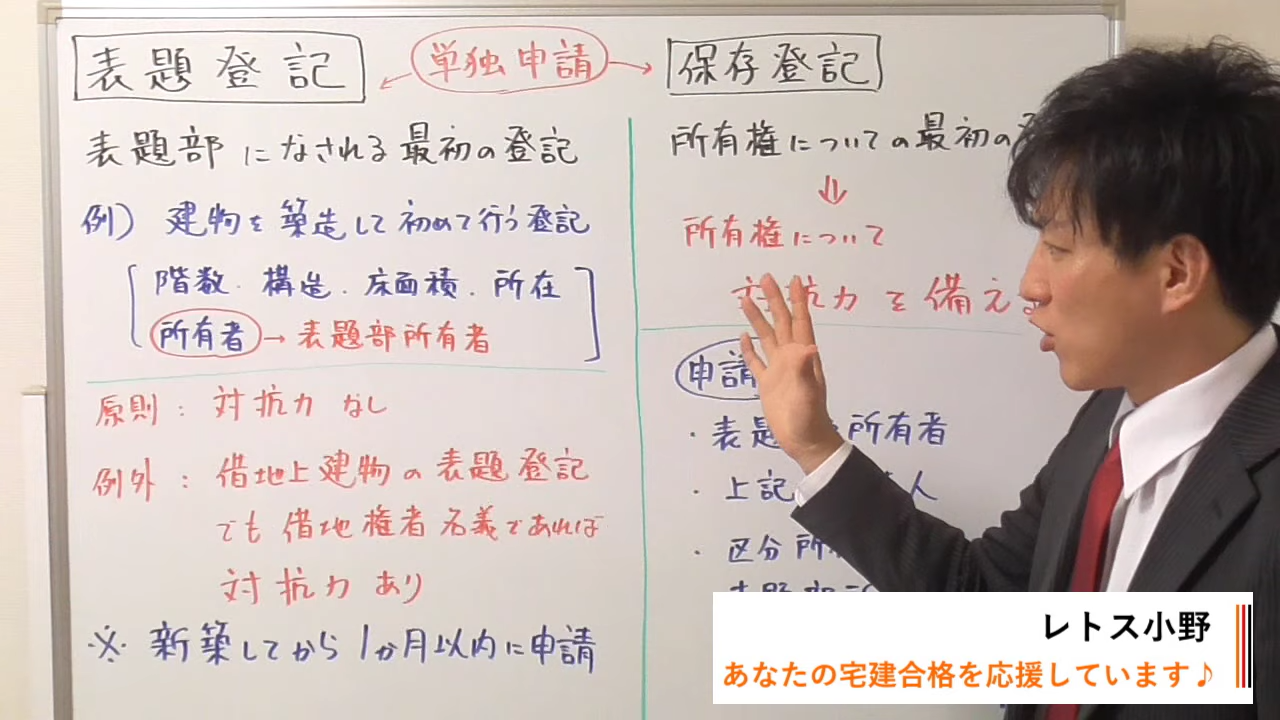 表題登記
単独申請
保存登記
表題部になされる最初の登記
例) 建物を築造して初めて行う登記
階数・構造・床面積・所在
所有者→表題部所有者
原則:対抗力なし
例外:借地上建物の表題登記
でも借地権者名義であれば
対抗力あり
※新築してから1か月以内に申請
所有権についての最初の
⇓
所有権について
対抗力を備え
申請
・表題 所有者
・上記 人
・区分所
レトス小野
あなたの宅建合格を応援しています♪